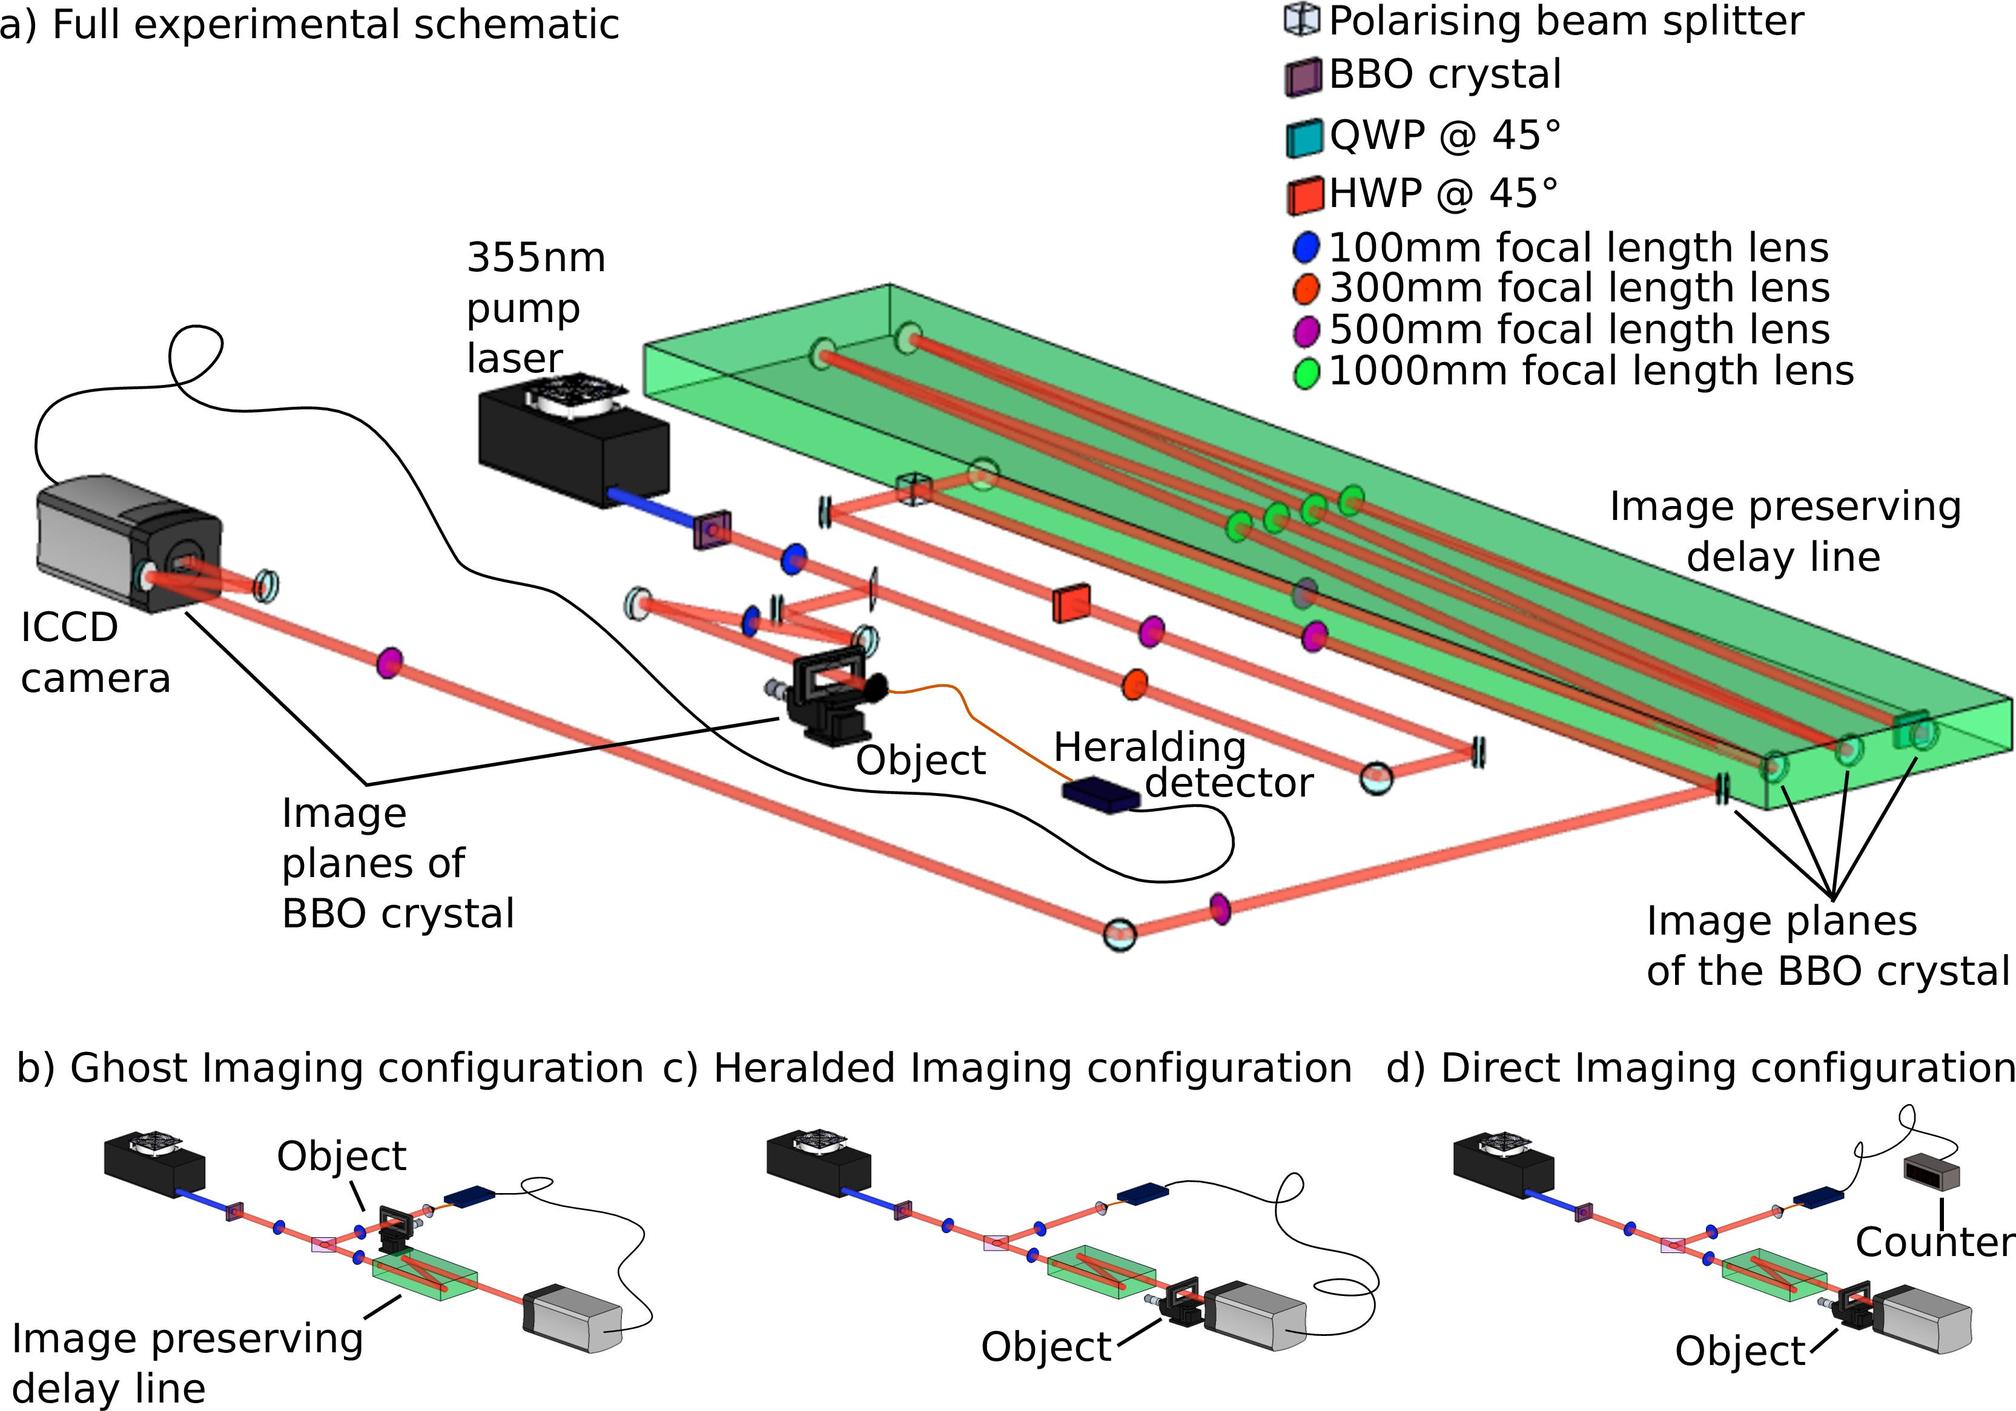 a) Full experimental schematic
Polarising beam splitter
BBO crystal
QWP @ 45°
HWP @ 45°
100mm focal length lens
300mm focal length lens
500mm focal length lens
1000mm focal length lens
355nm
pump
laser
Image preserving
delay line
ICCD
camera
Object
Heralding
detector
Image
planes of
BBO crystal
Image planes
of the BBO crystal
b) Ghost Imaging configuration
Object
Image preserving
delay line
c) Heralded Imaging configuration
Object
d) Direct Imaging configuration
Counter
Object